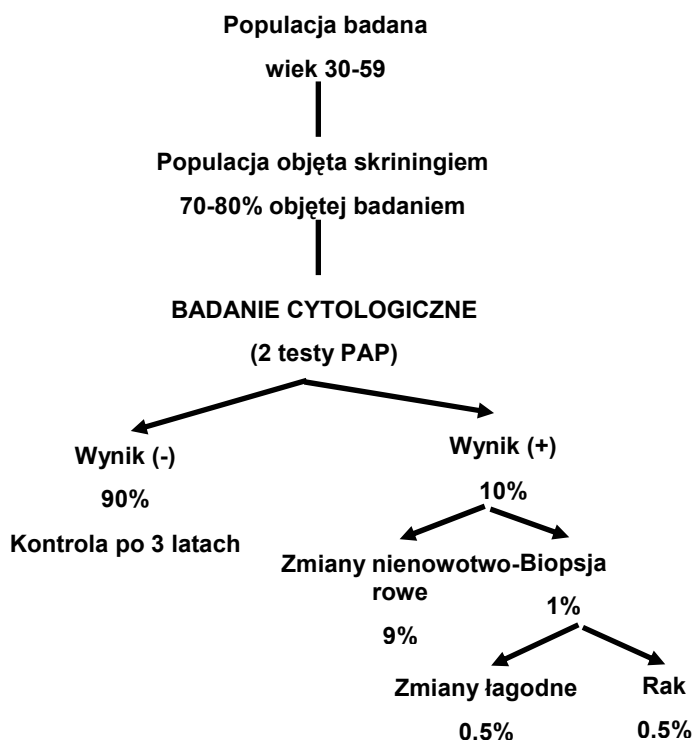 Populacja badana
wiek 30-59
Populacja objęta skriningiem
70-80% objętej badaniem
BADANIE CYTOLOGICZNE
(2 testy PAP)
Wynik (-)
90%
Kontrola po 3 latach
Wynik (+)
10%
Zmiany nienowotwo-
rowe
9%
Biopsja
1%
Zmiany łagodne
0.5%
Rak
0.5%